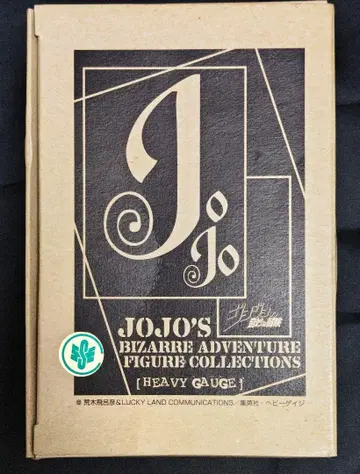 JoJo
ジョジョの奇妙な冒険
JOJO'S
BIZARRE ADVENTURE
FIGURE COLLECTIONS
[HEAVY GAUGE]
© 荒木飛呂彦&LUCKY LAND COMMUNICATIONS/集英社・ヘビーゲイジ